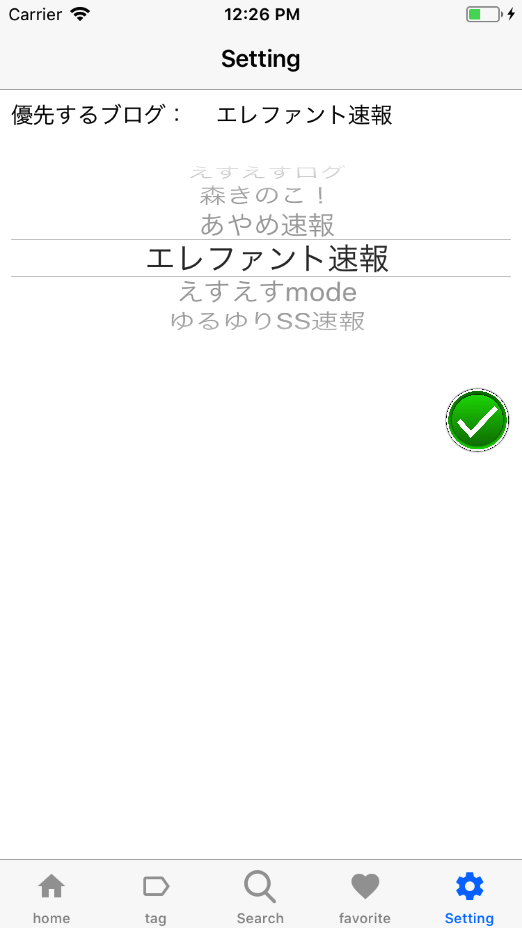 Carrier 12:26 PM
Setting
優先するブログ： エレファント速報
えすえすログ
森きのこ！
あやめ速報
エレファント速報
えすえすmode
ゆるゆりSS速報
home tag Search favorite Setting